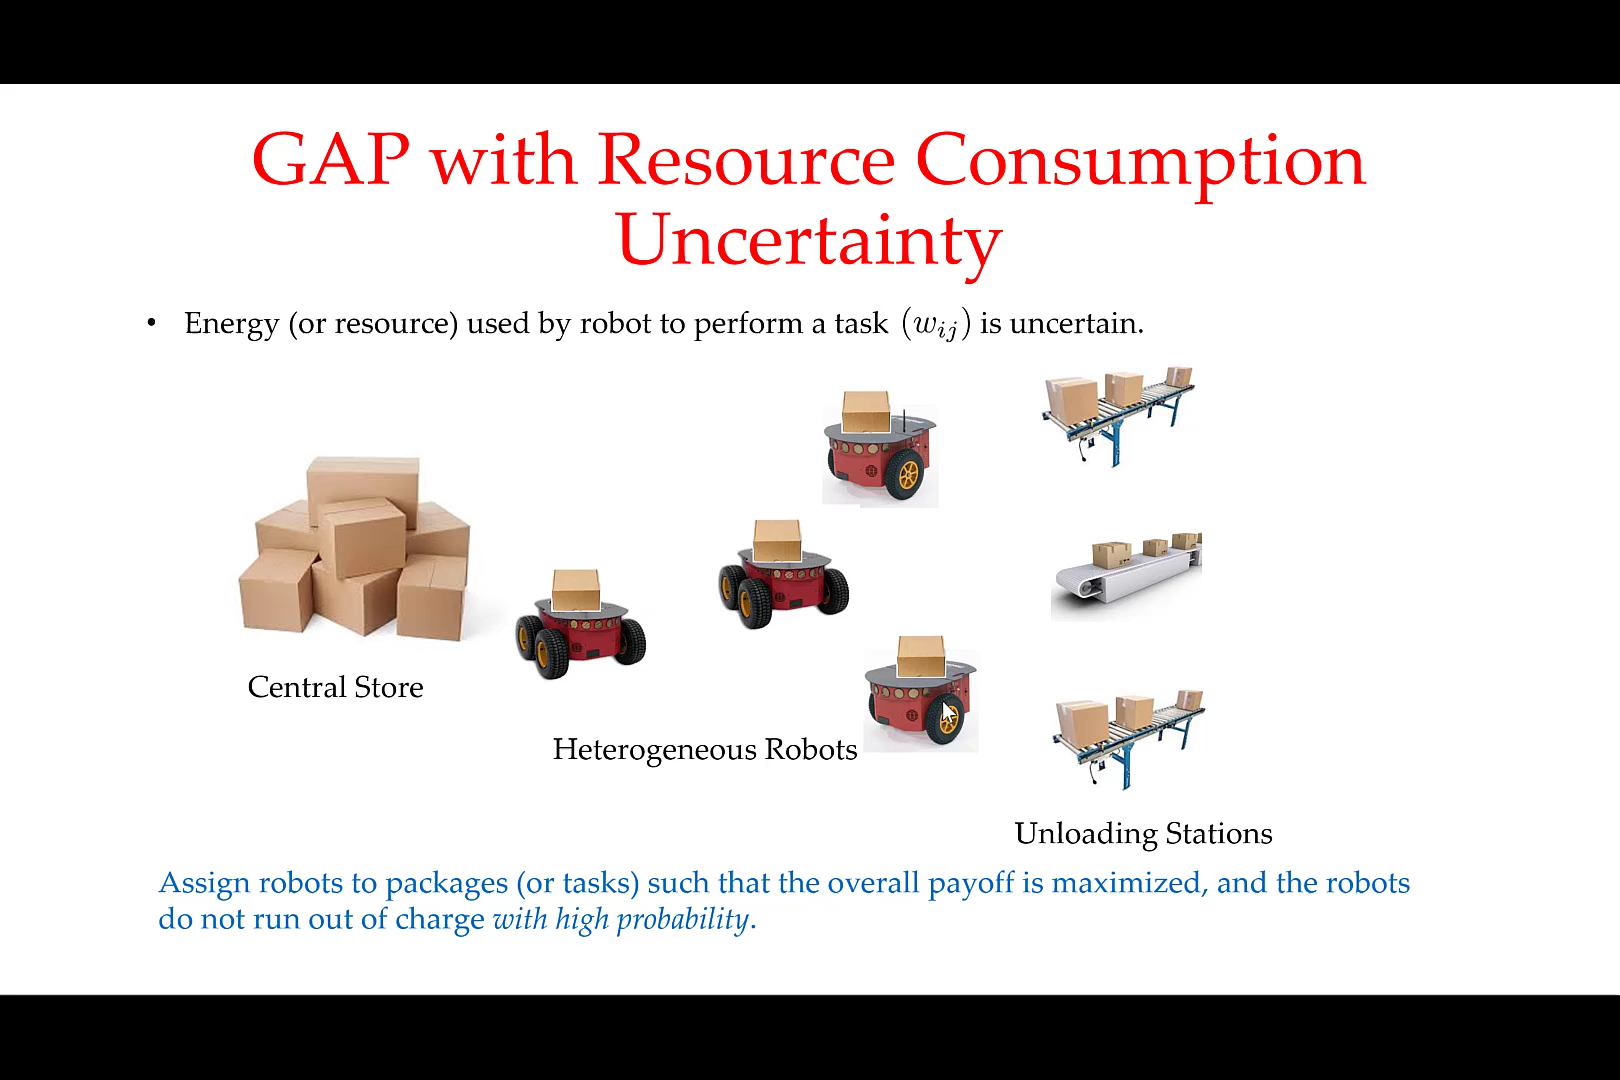 GAP with Resource Consumption
Uncertainty
• Energy (or resource) used by robot to perform a task (w_{ij}) is uncertain.
Central Store
Heterogeneous Robots
Unloading Stations
Assign robots to packages (or tasks) such that the overall payoff is maximized, and the robots
do not run out of charge with high probability.